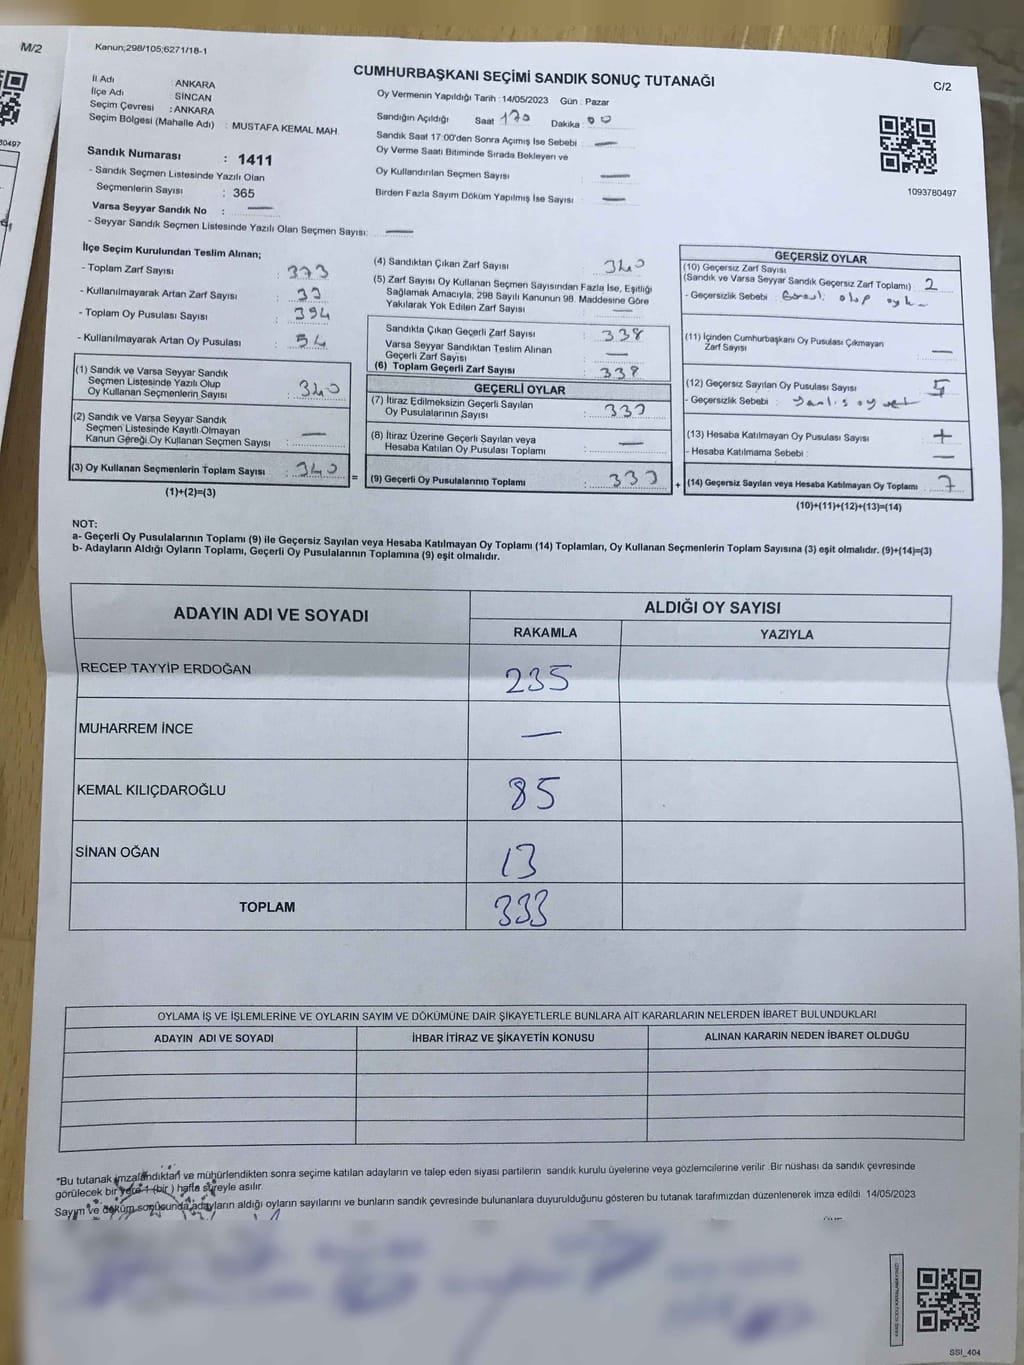 M/2
Kanun;298/105;6271/18-1
CUMHURBAŞKANI SEÇİMİ SANDIK SONUÇ TUTANAĞI
C/2
İl Adı : ANKARA
İlçe Adı : SİNCAN
Seçim Çevresi : ANKARA
Seçim Bölgesi (Mahalle Adı) : MUSTAFA KEMAL MAH.
Sandık Numarası : 1411
- Sandık Seçmen Listesinde Yazılı Olan
Seçmenlerin Sayısı : 365
Varsa Seyyar Sandık No : —
- Seyyar Sandık Seçmen Listesinde Yazılı Olan Seçmen Sayısı: —
Oy Vermenin Yapıldığı Tarih : 14/05/2023 Gün : Pazar
Sandığın Açıldığı Saat Dakika : 00
Sandık Saat 17:00'den Sonra Açımış İse Sebebi : —
Oy Verme Saati Bitiminde Sırada Bekleyen ve
Oy Kullandırılan Seçmen Sayısı : —
Birden Fazla Sayım Döküm Yapılmış İse Sayısı : —
1093780497
80497
İlçe Seçim Kurulundan Teslim Alınan;
- Toplam Zarf Sayısı : 373
- Kullanılmayarak Artan Zarf Sayısı : 33
- Toplam Oy Pusulası Sayısı : 394
- Kullanılmayarak Artan Oy Pusulası : 54
(1) Sandık ve Varsa Seyyar Sandık
Seçmen Listesinde Yazılı Olup
Oy Kullanan Seçmenlerin Sayısı : 340
(2) Sandık ve Varsa Seyyar Sandık
Seçmen Listesinde Kayıtlı Olmayan
Kanun Gereği Oy Kullanan Seçmen Sayısı : —
(3) Oy Kullanan Seçmenlerin Toplam Sayısı : 340
(1)+(2)=(3)
(4) Sandıktan Çıkan Zarf Sayısı : 340
(5) Zarf Sayısı Oy Kullanan Seçmen Sayısından Fazla İse, Eşitliği
Sağlamak Amacıyla, 298 Sayılı Kanunun 98. Maddesine Göre
Yakılarak Yok Edilen Zarf Sayısı : —
Sandıkta Çıkan Geçerli Zarf Sayısı : 338
Varsa Seyyar Sandıktan Teslim Alınan
Geçerli Zarf Sayısı : —
(6) Toplam Geçerli Zarf Sayısı : 338
GEÇERLİ OYLAR
(7) İtiraz Edilmeksizin Geçerli Sayılan
Oy Pusulalarının Sayısı : 333
(8) İtiraz Üzerine Geçerli Sayılan veya
Hesaba Katılan Oy Pusulası Toplamı : —
= (9) Geçerli Oy Pusulalarının Toplamı : 333
GEÇERSİZ OYLAR
(10) Geçersiz Zarf Sayısı
(Sandık ve Varsa Seyyar Sandık Geçersiz Zarf Toplamı) : 2
- Geçersizlik Sebebi :
(11) İçinden Cumhurbaşkanı Oy Pusulası Çıkmayan
Zarf Sayısı : —
(12) Geçersiz Sayılan Oy Pusulası Sayısı : 5
- Geçersizlik Sebebi : yanlış oy
(13) Hesaba Katılmayan Oy Pusulası Sayısı :
- Hesaba Katılmama Sebebi : —
+ (14) Geçersiz Sayılan veya Hesaba Katılmayan Oy Toplamı : 7
(10)+(11)+(12)+(13)=(14)
NOT:
a- Geçerli Oy Pusulalarının Toplamı (9) ile Geçersiz Sayılan veya Hesaba Katılmayan Oy Toplamı (14) Toplamları, Oy Kullanan Seçmenlerin Toplam Sayısına (3) eşit olmalıdır. (9)+(14)=(3)
b- Adayların Aldığı Oyların Toplamı, Geçerli Oy Pusulalarının Toplamına (9) eşit olmalıdır.
ADAYIN ADI VE SOYADI
ALDIĞI OY SAYISI
RAKAMLA YAZIYLA
RECEP TAYYİP ERDOĞAN 235
MUHARREM İNCE —
KEMAL KILIÇDAROĞLU 85
SİNAN OĞAN 13
TOPLAM 333
OYLAMA İŞ VE İŞLEMLERİNE VE OYLARIN SAYIM VE DÖKÜMÜNE DAİR ŞİKAYETLERLE BUNLARA AİT KARARLARIN NELERDEN İBARET BULUNDUKLARI
ADAYIN ADI VE SOYADI İHBAR İTİRAZ VE ŞİKAYETİN KONUSU ALINAN KARARIN NEDEN İBARET OLDUĞU
*Bu tutanak imzalandıktan ve mühürlendikten sonra seçime katılan adayların ve talep eden siyasi partilerin sandık kurulu üyelerine veya gözlemcilerine verilir .Bir nüshası da sandık çevresinde
görülecek bir yere 1 (bir ) hafta süreyle asılır.
Sayım ve döküm sonucunda,adayların aldığı oyların sayılarını ve bunların sandık çevresinde bulunanlara duyurulduğunu gösteren bu tutanak tarafımızdan düzenlenerek imza edildi. 14/05/2023
SSİ_404